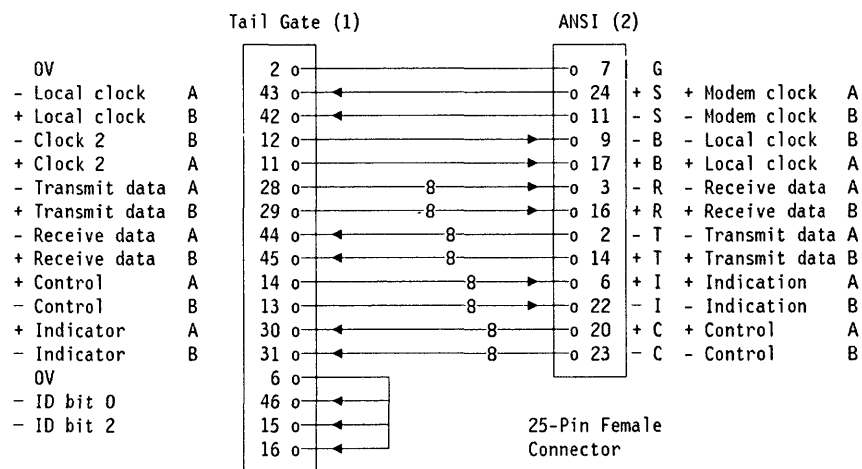 Tail Gate (1) ANSI (2)
0V 2 o o 7 G
- Local clock A 43 o o 24 + S + Modem clock A
+ Local clock B 42 o o 11 - S - Modem clock B
- Clock 2 B 12 o o 9 - B - Local clock B
+ Clock 2 A 11 o o 17 + B + Local clock A
- Transmit data A 28 o 8 o 3 - R - Receive data A
+ Transmit data B 29 o 8 o 16 + R + Receive data B
- Receive data A 44 o 8 o 2 - T - Transmit data A
+ Receive data B 45 o 8 o 14 + T + Transmit data B
+ Control A 14 o 8 o 6 + I + Indication A
- Control B 13 o 8 o 22 - I - Indication B
+ Indicator A 30 o 8 o 20 + C + Control A
- Indicator B 31 o 8 o 23 - C - Control B
0V 6 o
- ID bit 0 46 o
- ID bit 2 15 o 25-Pin Female
16 o Connector